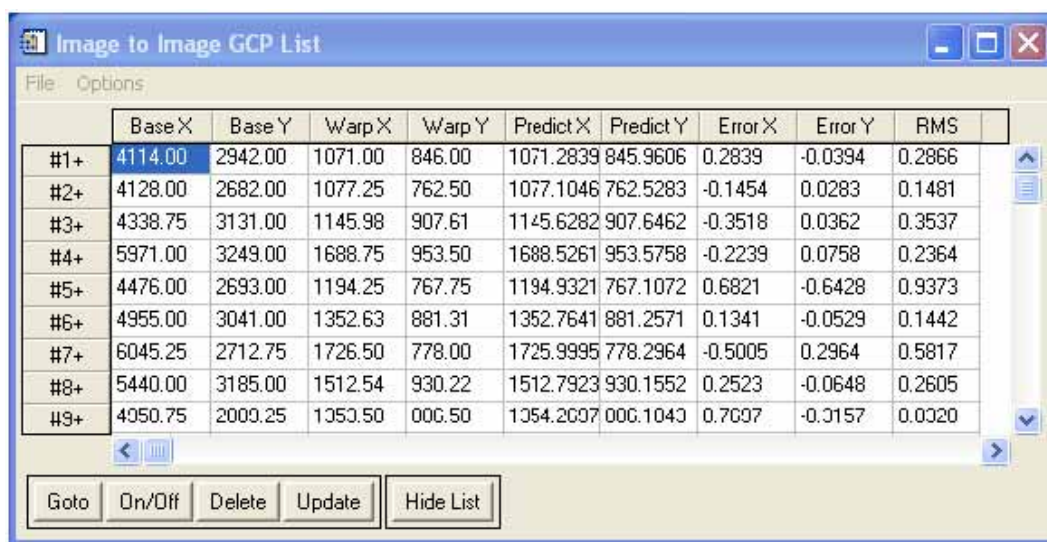 Image to Image GCP List
File Options
Base X Base Y Warp X Warp Y Predict X Predict Y Error X Error Y RMS
#1+ 4114.00 2942.00 1071.00 846.00 1071.2839 845.9606 0.2839 -0.0394 0.2866
#2+ 4128.00 2682.00 1077.25 762.50 1077.1046 762.5283 -0.1454 0.0283 0.1481
#3+ 4338.75 3131.00 1145.98 907.61 1145.6282 907.6462 -0.3518 0.0362 0.3537
#4+ 5971.00 3249.00 1688.75 953.50 1688.5261 953.5758 -0.2239 0.0758 0.2364
#5+ 4476.00 2693.00 1194.25 767.75 1194.9321 767.1072 0.6821 -0.6428 0.9373
#6+ 4955.00 3041.00 1352.63 881.31 1352.7641 881.2571 0.1341 -0.0529 0.1442
#7+ 6045.25 2712.75 1726.50 778.00 1725.9995 778.2964 -0.5005 0.2964 0.5817
#8+ 5440.00 3185.00 1512.54 930.22 1512.7923 930.1552 0.2523 -0.0648 0.2605
#9+
Goto On/Off Delete Update Hide List